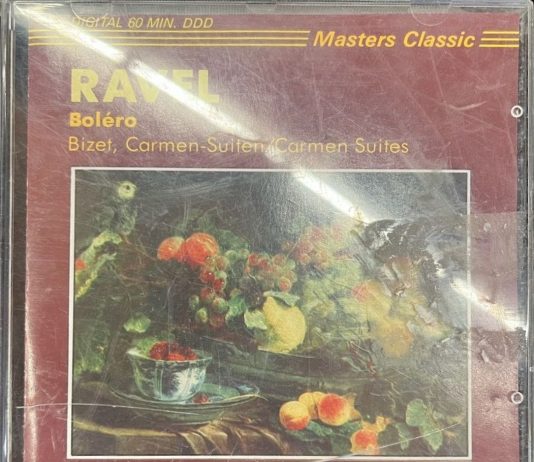 DIGITAL 60 MIN. DDD
Masters Classic
RAVEL
Boléro
Bizet, Carmen-Suiten/Carmen Suites